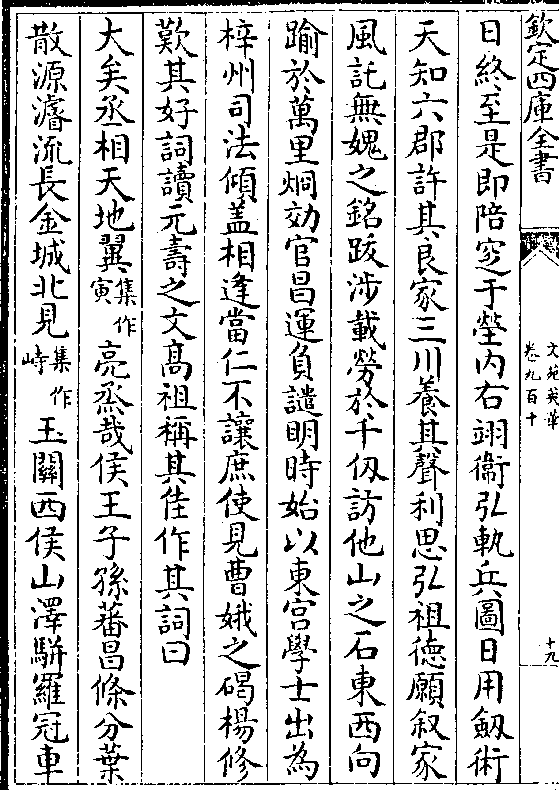 欽定四庫全書
文苑英華
卷九百十
十九
日終至是即陪窆于塋内右翊衛弘軌兵圖日用劔術
天知六郡許其良家三川養其聲利思弘祖徳願叙家
風託無媿之銘跋涉載勞於千仭訪他山之石東西向
踰於萬里烱効官昌運負譴明時始以東宫學士出為
梓州司法傾盖相逢當仁不讓庶使見曹娥之碣楊修
歎其好詞讀元壽之文髙祖稱其佳作其詞曰
大矣丞相天地翼集作寅亮烝哉侯王子孫蕃昌條分葉
散源濬流長金城北見集作峙玉關西侯山澤駢羅冠車